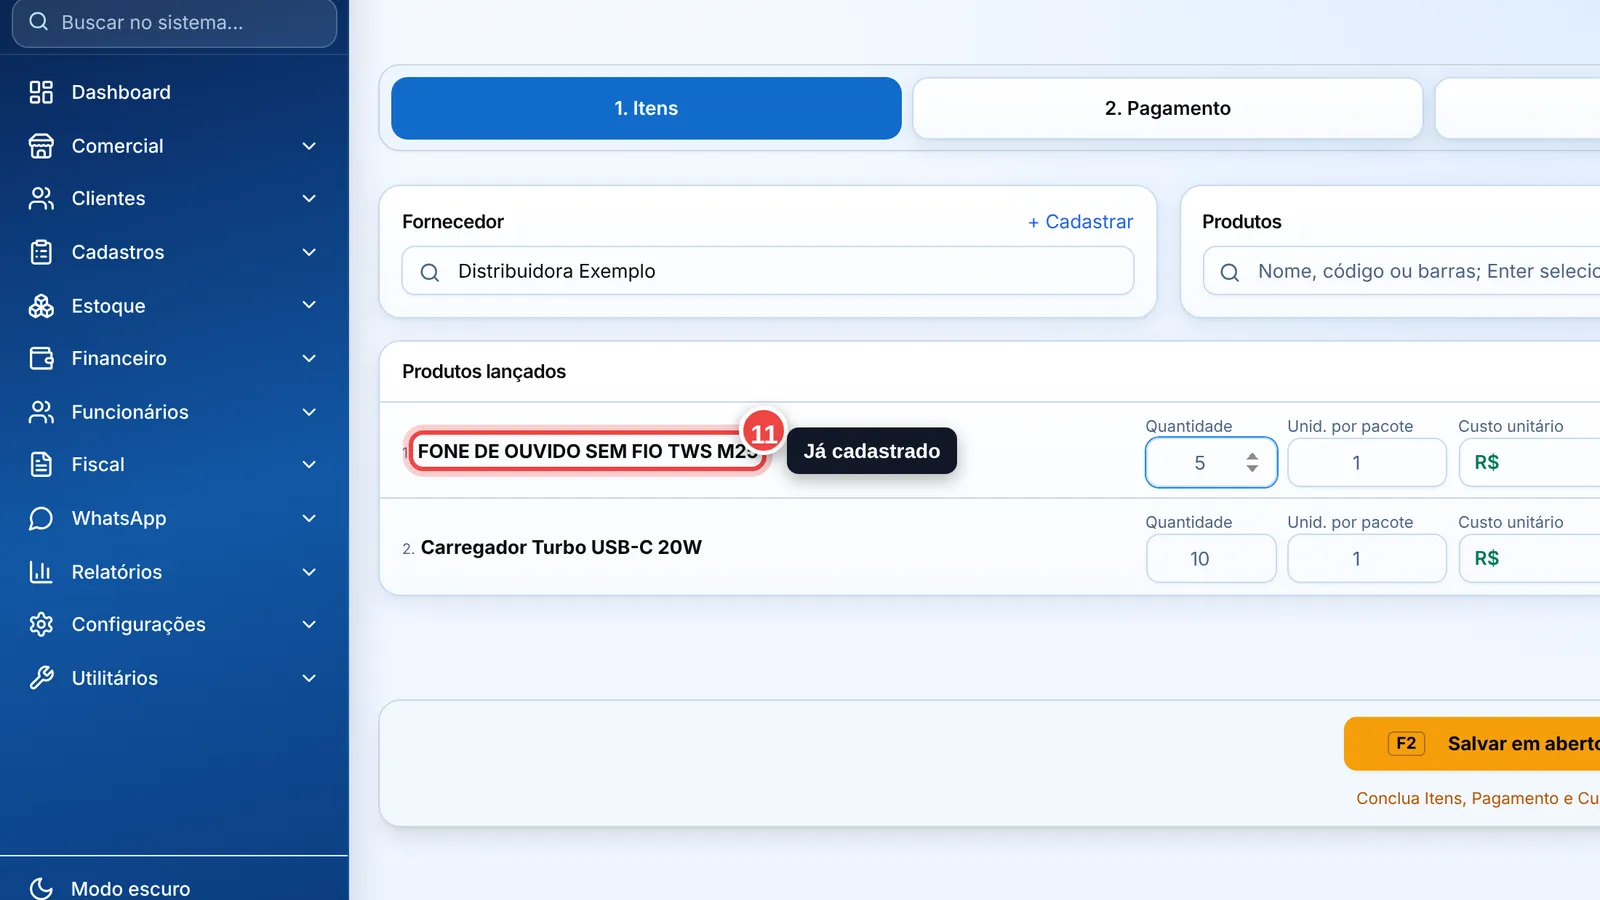 Buscar no sistema...
Dashboard
Comercial
Clientes
Cadastros
Estoque
Financeiro
Funcionários
Fiscal
WhatsApp
Relatórios
Configurações
Utilitários
Modo escuro
1. Itens
2. Pagamento
Fornecedor
+ Cadastrar
Distribuidora Exemplo
Produtos
Nome, código ou barras; Enter selecio
Produtos lançados
FONE DE OUVIDO SEM FIO TWS M25
11
Já cadastrado
Quantidade
Unid. por pacote
Custo unitário
5
1
R$
2. Carregador Turbo USB-C 20W
Quantidade
Unid. por pacote
Custo unitário
10
1
R$
F2 Salvar em aberto
Conclua Itens, Pagamento e Cu